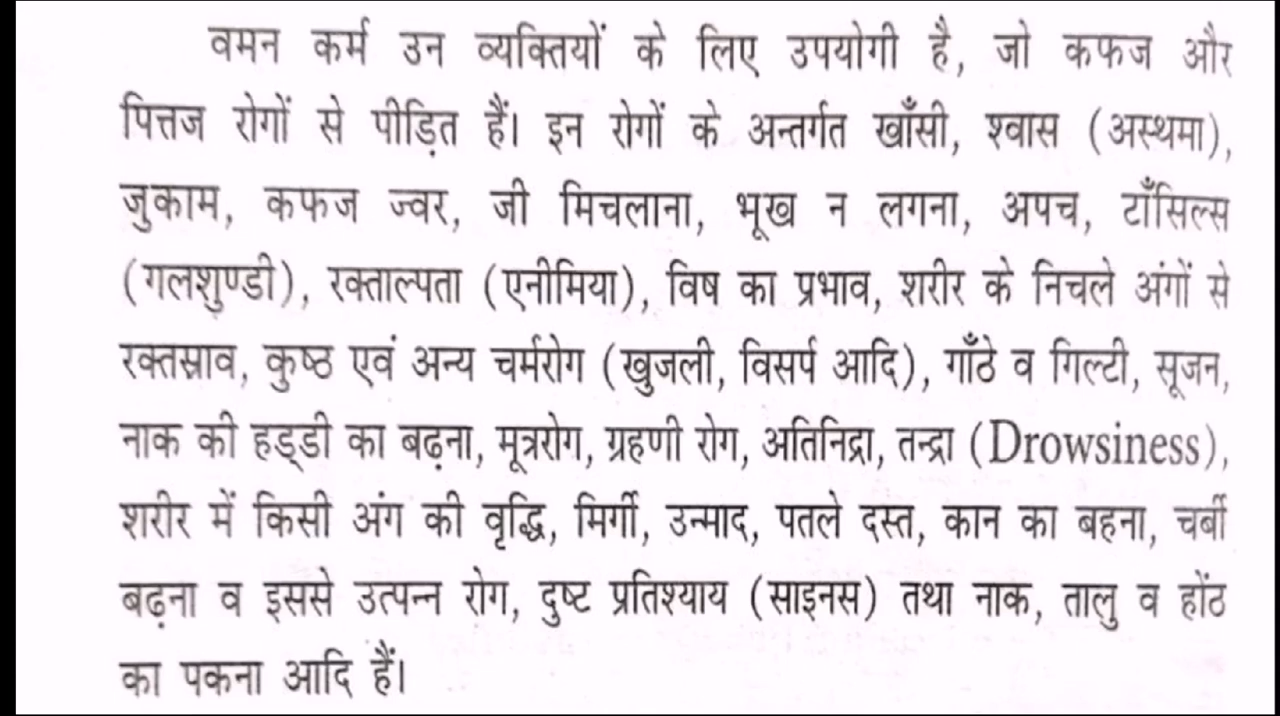 वमन कर्म उन व्यक्तियों के लिए उपयोगी है, जो कफज और
पित्तज रोगों से पीड़ित हैं। इन रोगों के अन्तर्गत खाँसी, श्वास (अस्थमा),
जुकाम, कफज ज्वर, जी मिचलाना, भूख न लगना, अपच, टाँसिल्स
(गलशुण्डी), रक्ताल्पता (एनीमिया), विष का प्रभाव, शरीर के निचले अंगों से
रक्तस्राव, कुष्ठ एवं अन्य चर्मरोग (खुजली, विसर्प आदि), गाँठे व गिल्टी, सूजन,
नाक की हड्डी का बढ़ना, मूत्ररोग, ग्रहणी रोग, अतिनिद्रा, तन्द्रा (Drowsiness),
शरीर में किसी अंग की वृद्धि, मिर्गी, उन्माद, पतले दस्त, कान का बहना, चर्बी
बढ़ना व इससे उत्पन्न रोग, दुष्ट प्रतिश्याय (साइनस) तथा नाक, तालु व होंठ
का पकना आदि हैं।